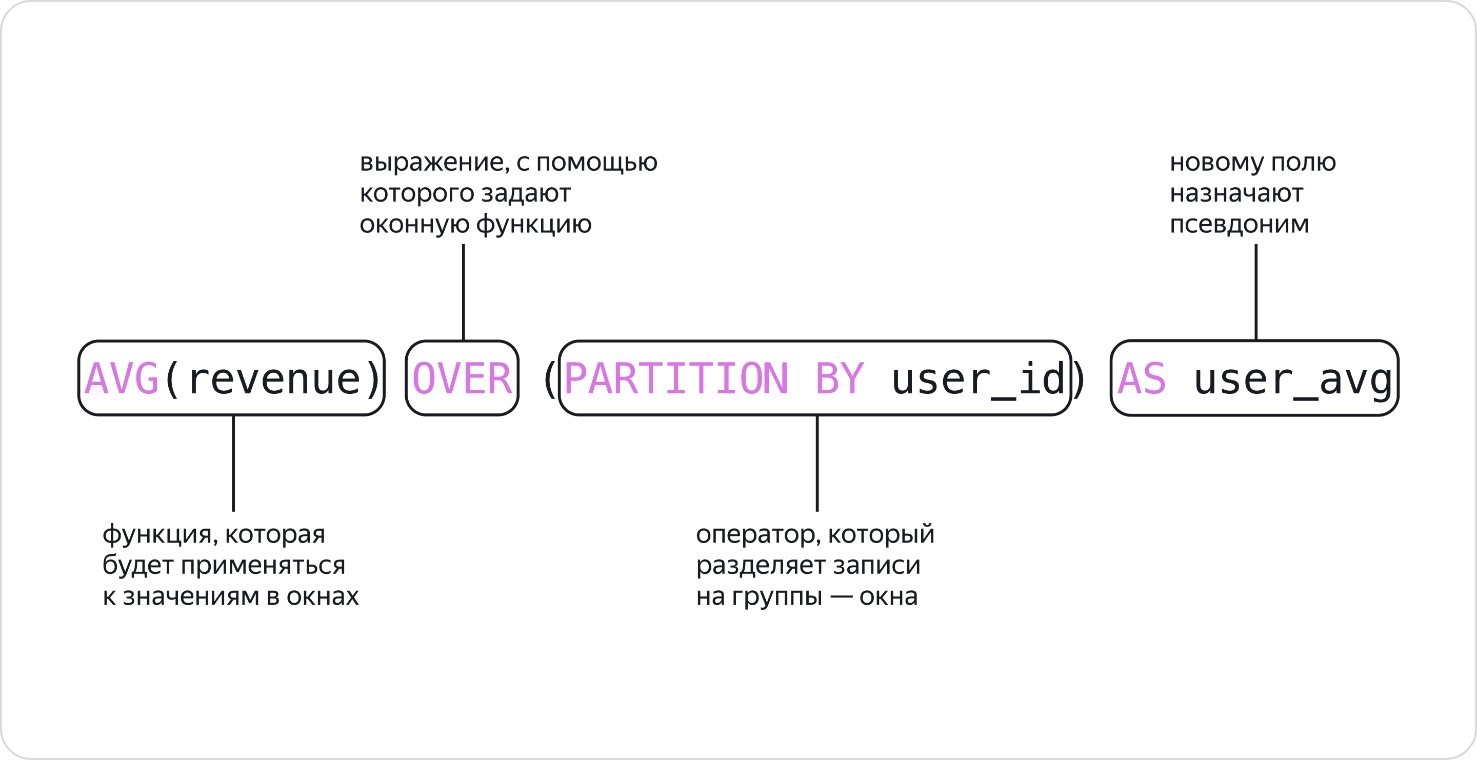 выражение, с помощью
которого задают
оконную функцию
новому полю
назначают
псевдоним
AVG(revenue) OVER (PARTITION BY user_id) AS user_avg
функция, которая
будет применяться
к значениям в окнах
оператор, который
разделяет записи
на группы — окна